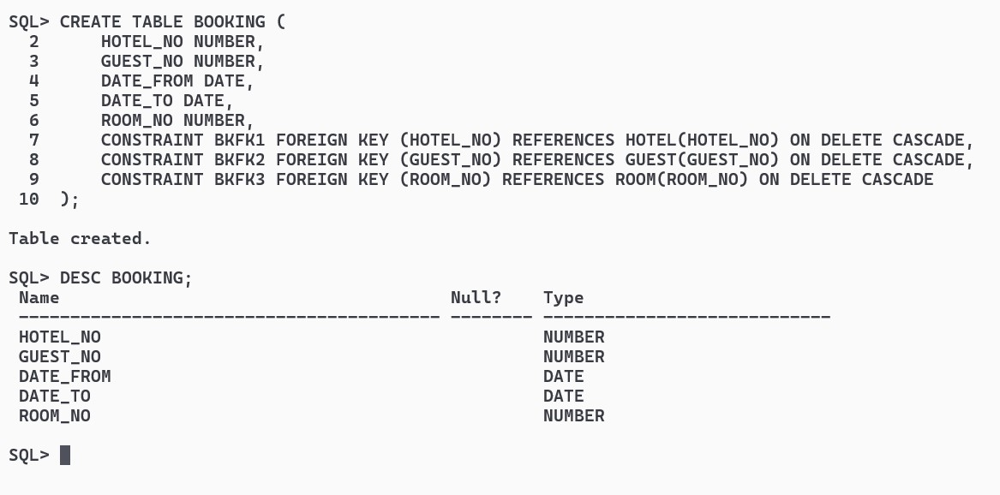 SQL> CREATE TABLE BOOKING (
  2      HOTEL_NO NUMBER,
  3      GUEST_NO NUMBER,
  4      DATE_FROM DATE,
  5      DATE_TO DATE,
  6      ROOM_NO NUMBER,
  7      CONSTRAINT BKFK1 FOREIGN KEY (HOTEL_NO) REFERENCES HOTEL(HOTEL_NO) ON DELETE CASCADE,
  8      CONSTRAINT BKFK2 FOREIGN KEY (GUEST_NO) REFERENCES GUEST(GUEST_NO) ON DELETE CASCADE,
  9      CONSTRAINT BKFK3 FOREIGN KEY (ROOM_NO) REFERENCES ROOM(ROOM_NO) ON DELETE CASCADE
 10  );

Table created.

SQL> DESC BOOKING;
 Name                                      Null?    Type
 ----------------------------------------- -------- ----------------------------
 HOTEL_NO                                           NUMBER
 GUEST_NO                                           NUMBER
 DATE_FROM                                          DATE
 DATE_TO                                            DATE
 ROOM_NO                                            NUMBER

SQL>